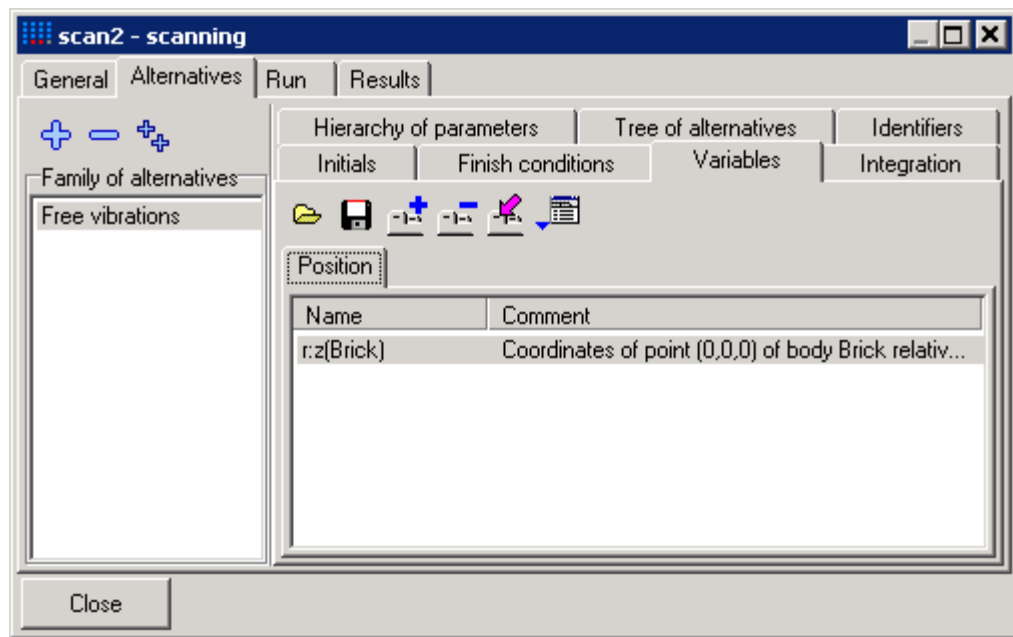 scan2 - scanning
General Alternatives Run Results
Hierarchy of parameters Tree of alternatives Identifiers
Initials Finish conditions Variables Integration
Family of alternatives
Free vibrations
Position
Name Comment
r:z(Brick) Coordinates of point (0,0,0) of body Brick relativ...
Close